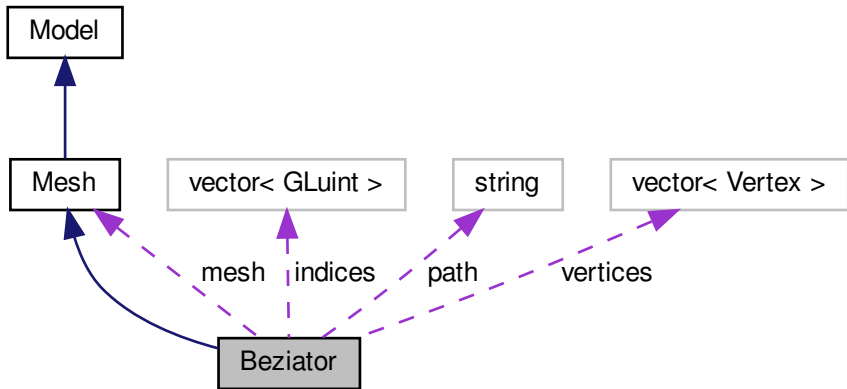 Model
Mesh
vector< GLuint >
string
vector< Vertex >
mesh
indices
path
vertices
Beziator